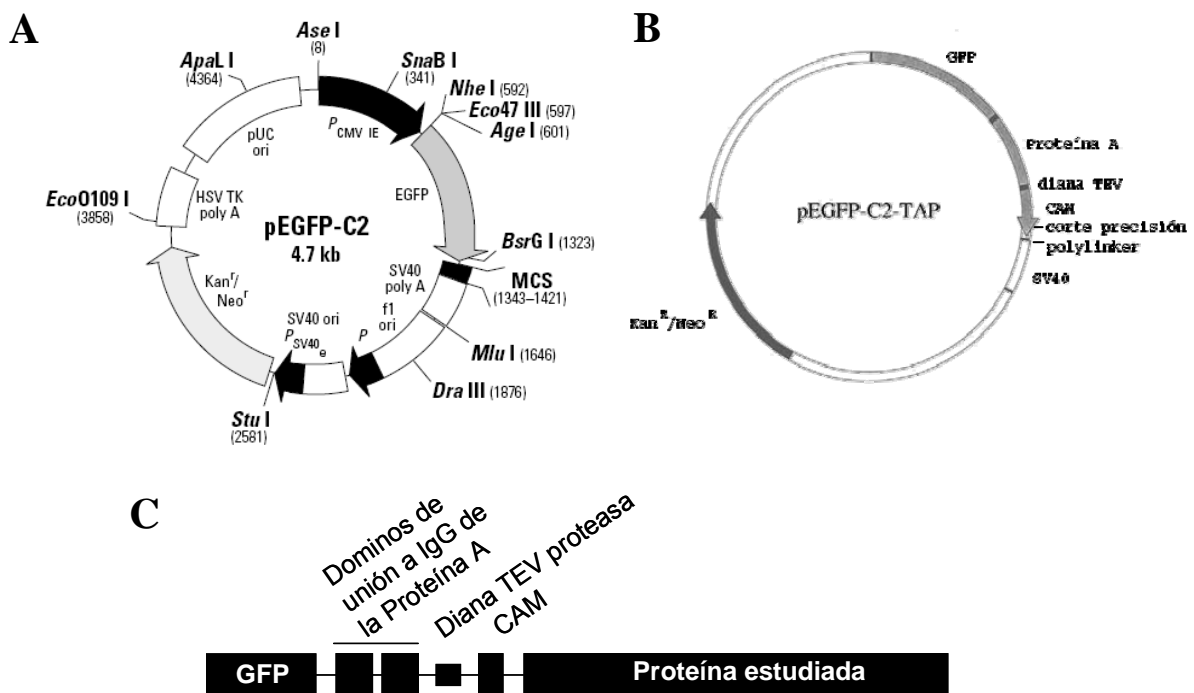 A
Ase I
(8)
ApaL I
(4364)
SnaB I
(341)
Nhe I (592)
Eco47 III (597)
Age I (601)
P CMV IE
pUC
ori
EcoO109 I
(3858)
HSV TK
poly A
EGFP
pEGFP-C2
4.7 kb
BsrG I (1323)
MCS
(1343–1421)
SV40
poly A
Kanʳ/
Neoʳ
f1
ori
P
SV40 ori
P SV40e
Mlu I (1646)
Dra III (1876)
Stu I
(2581)
B
GFP
Proteína A
diana TEV
CAM
corte precisión
polylinker
pEGFP-C2-TAP
SV40
Kanᴿ/Neoᴿ
C
Dominos de
unión a IgG de
la Proteína A
Diana TEV proteasa
CAM
GFP
Proteína estudiada